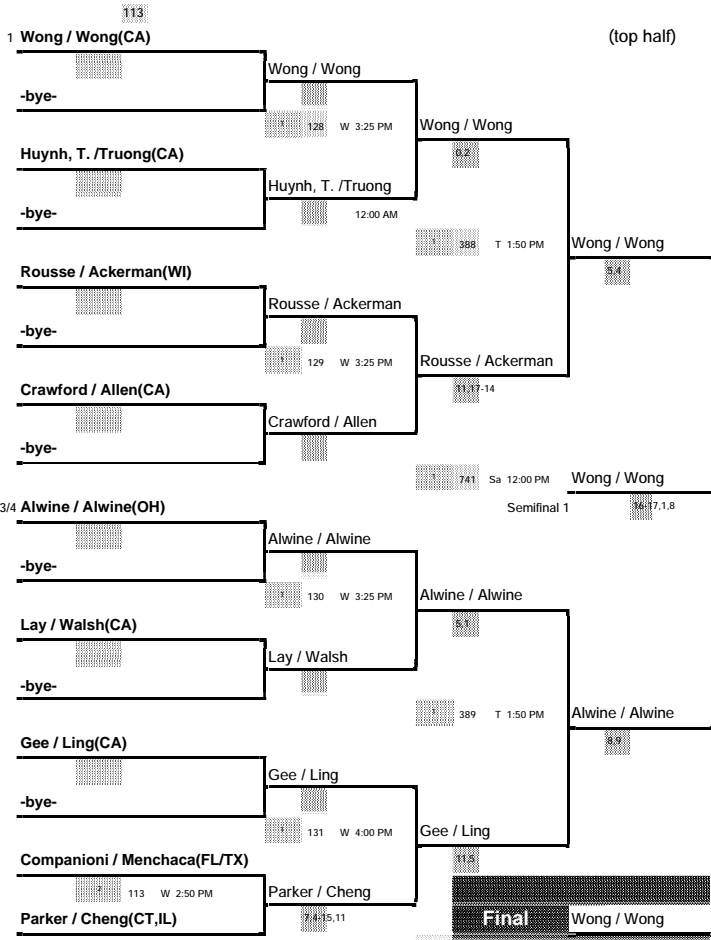 113
1 Wong / Wong(CA)
(top half)
Wong / Wong
-bye-
1 128 W 3:25 PM
Wong / Wong
0,2
Huynh, T. /Truong(CA)
Huynh, T. /Truong
-bye-
12:00 AM
1 388 T 1:50 PM
Wong / Wong
5,4
Rousse / Ackerman(WI)
Rousse / Ackerman
-bye-
1 129 W 3:25 PM
Rousse / Ackerman
11,17-14
Crawford / Allen(CA)
Crawford / Allen
-bye-
1 741 Sa 12:00 PM
Wong / Wong
Semifinal 1
16-17,1,8
3/4 Alwine / Alwine(OH)
Alwine / Alwine
-bye-
1 130 W 3:25 PM
Alwine / Alwine
5,1
Lay / Walsh(CA)
Lay / Walsh
-bye-
1 389 T 1:50 PM
Alwine / Alwine
8,9
Gee / Ling(CA)
Gee / Ling
-bye-
1 131 W 4:00 PM
Gee / Ling
11,5
Companioni / Menchaca(FL/TX)
2 113 W 2:50 PM
Parker / Cheng
7,4-15,11
Parker / Cheng(CT,IL)
Final
Wong / Wong